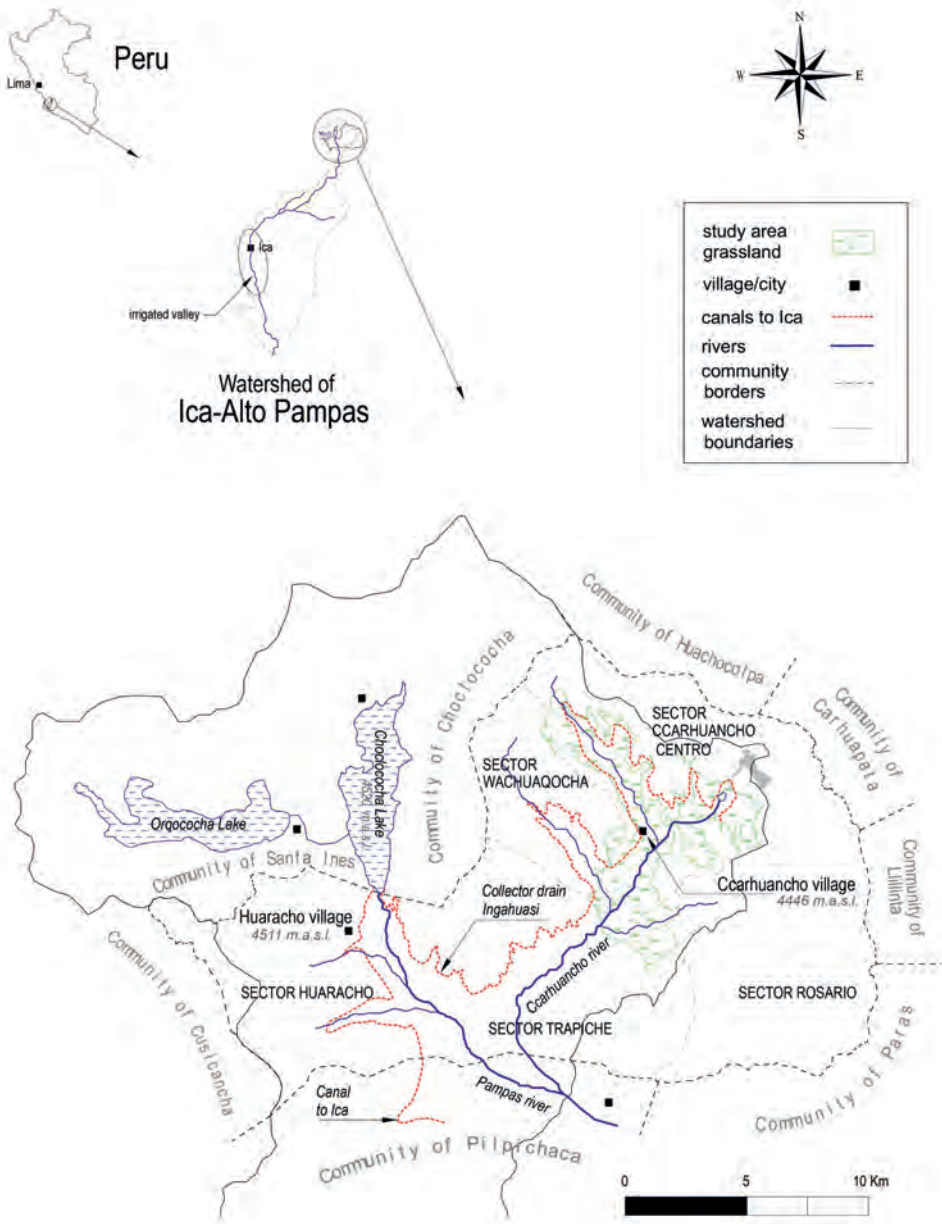 Peru
Lima
N
W
E
S
Ica
irrigated valley
Watershed of
Ica-Alto Pampas
study area
grassland
village/city
canals to Ica
rivers
community
borders
watershed
boundaries
Community of Huachocolpa
Community of Choclococha
Community of
Carhuapata
SECTOR
CCARHUANCHO
CENTRO
SECTOR
WACHUAQOCHA
Choclococha Lake
m.a.s.l.
Orqococha Lake
Community of Santa Ines
Community of
Llillinta
Ccarhuancho village
4446 m.a.s.l.
Collector drain
Ingahuasi
Huaracho village
4511 m.a.s.l.
Ccarhuancho river
SECTOR HUARACHO
SECTOR ROSARIO
SECTOR TRAPICHE
Community of Cusicancha
Community of Paras
Pampas river
Canal
to Ica
Community of Pilpichaca
0
5
10 Km